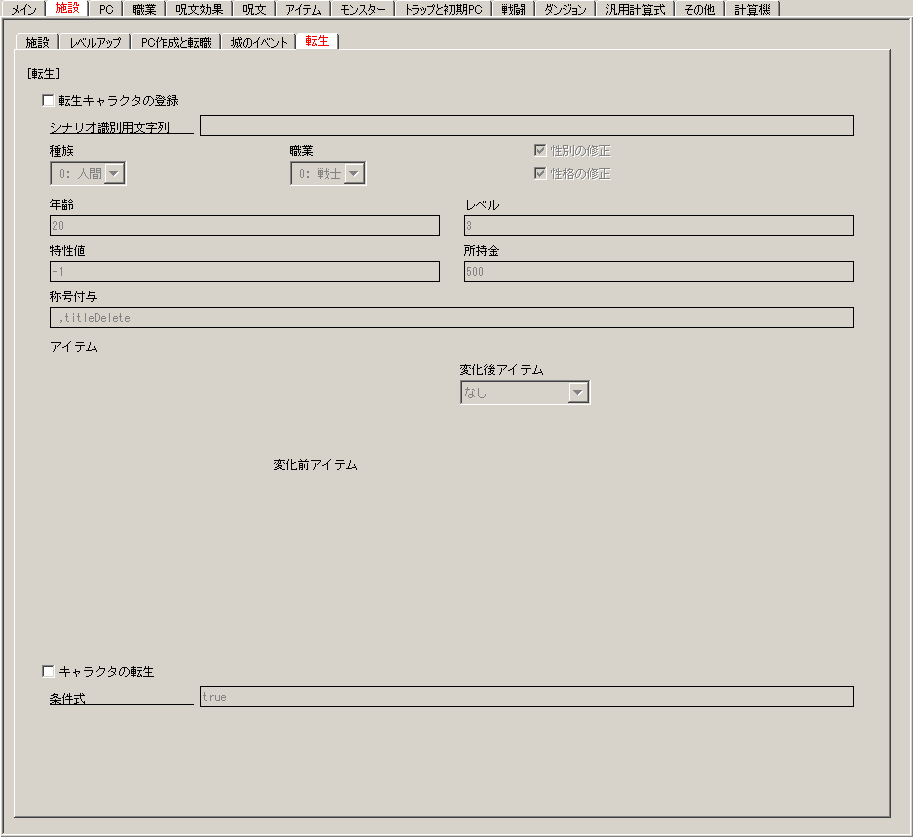 メイン 施設 PC 職業 呪文効果 呪文 アイテム モンスター トラップと初期PC 戦闘 ダンジョン 汎用計算式 その他 計算機
施設 レベルアップ PC作成と転職 城のイベント 転生
[転生]
転生キャラクタの登録
シナリオ識別用文字列
種族 職業 性別の修正
0: 人間 0: 戦士 性格の修正
年齢 レベル
20 3
特性値 所持金
-1 500
称号付与
,titleDelete
アイテム
変化後アイテム
なし
変化前アイテム
キャラクタの転生
条件式 true